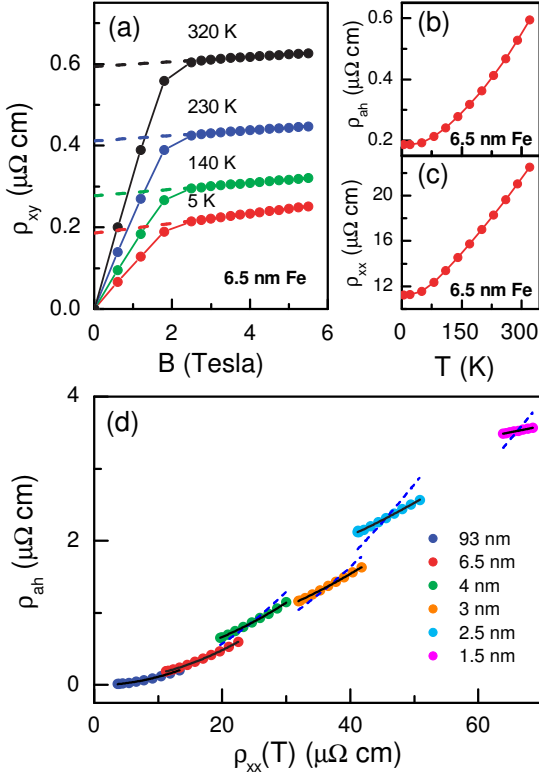 (a)
320 K
230 K
140 K
5 K
6.5 nm Fe
ρxy (μΩ cm)
0.6
0.4
0.2
0.0
0 2 4 6
B (Tesla)
(b)
ρah (μΩ cm)
0.6
0.4
0.2
6.5 nm Fe
(c)
ρxx (μΩ cm)
24
20
16
12
6.5 nm Fe
0 150 300
T (K)
(d)
ρah (μΩ cm)
4
2
0
93 nm
6.5 nm
4 nm
3 nm
2.5 nm
1.5 nm
0 20 40 60
ρxx(T) (μΩ cm)